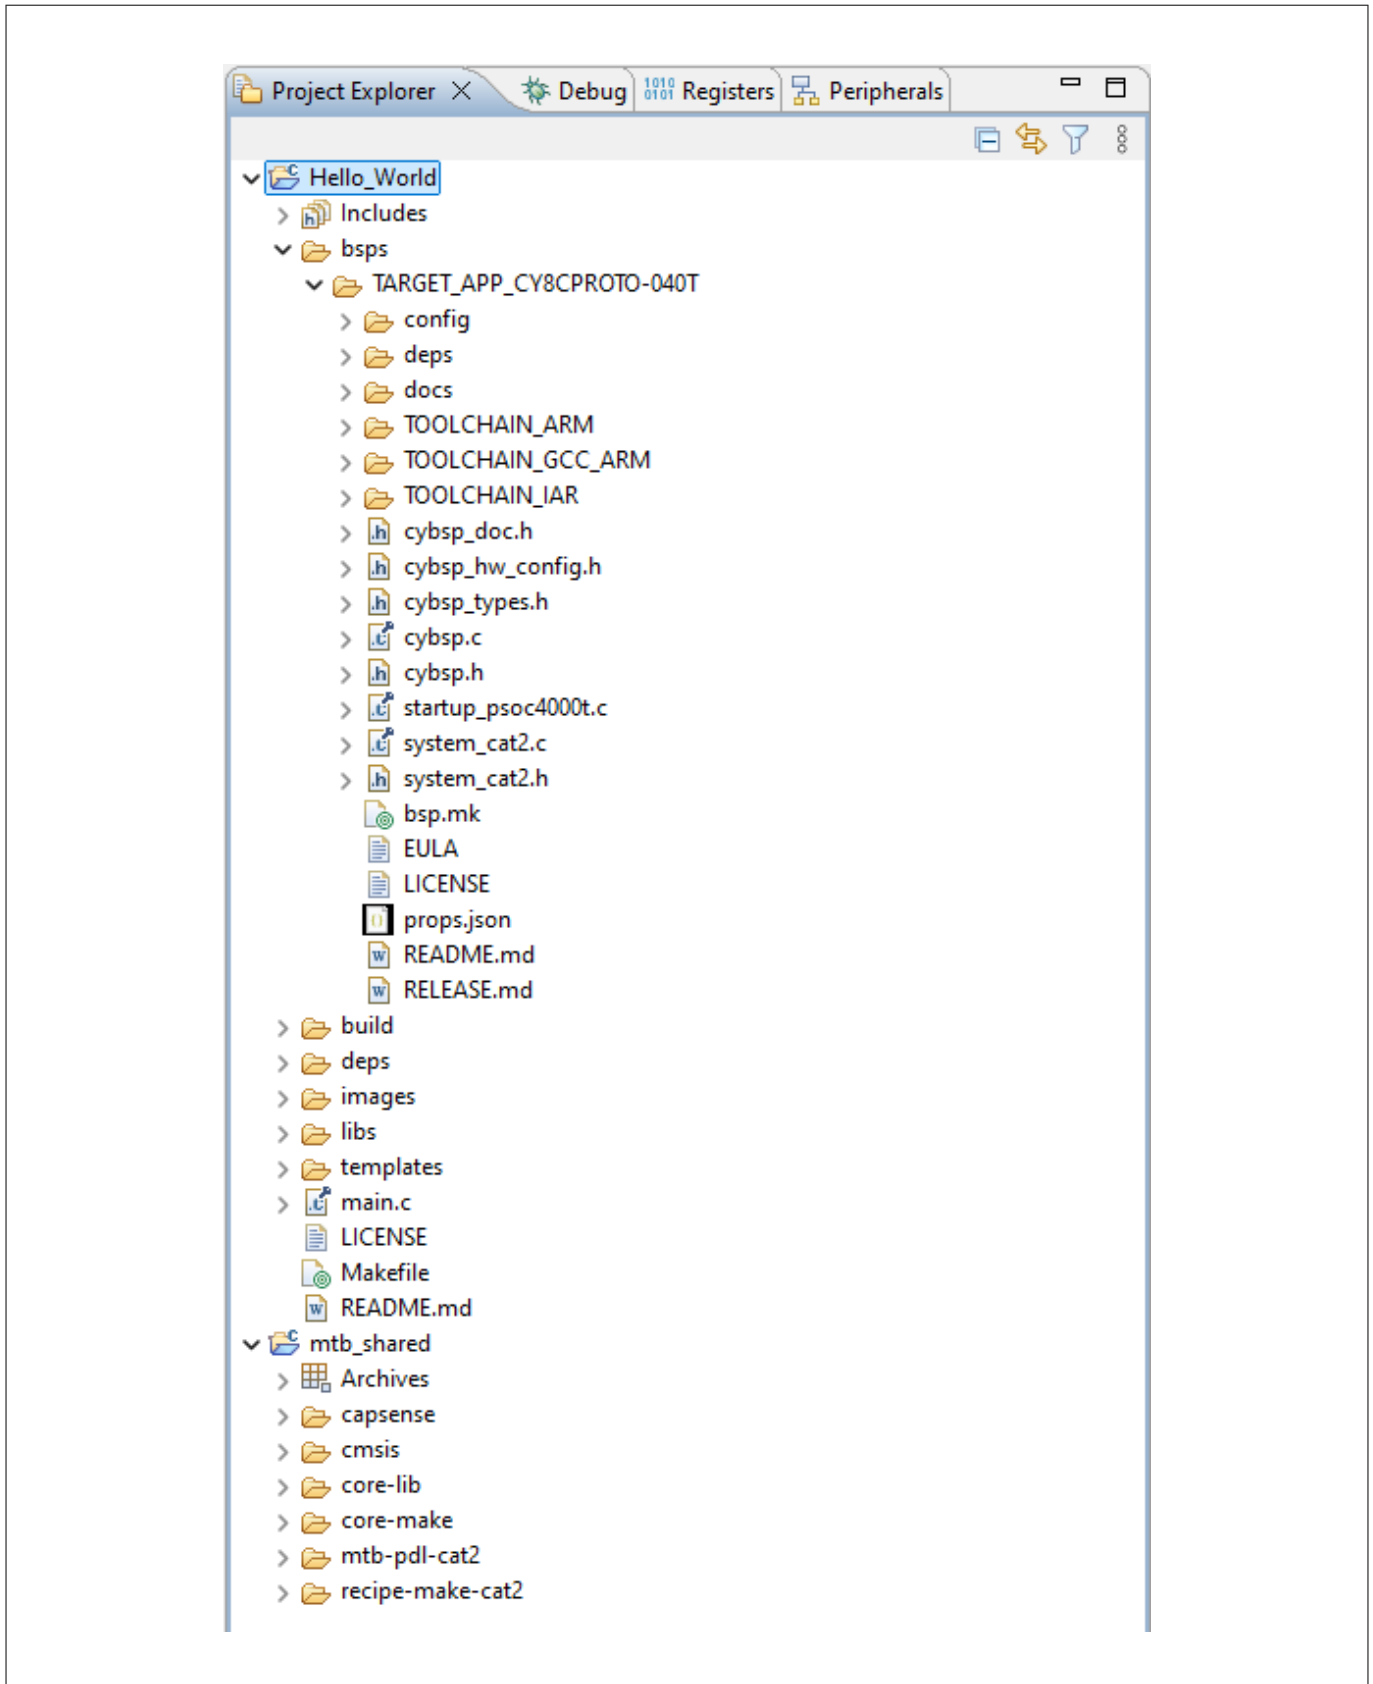 Project Explorer Debug 1010 0101 Registers Peripherals
Hello_World
Includes
bsps
TARGET_APP_CY8CPROTO-040T
config
deps
docs
TOOLCHAIN_ARM
TOOLCHAIN_GCC_ARM
TOOLCHAIN_IAR
.h cybsp_doc.h
.h cybsp_hw_config.h
.h cybsp_types.h
.c cybsp.c
.h cybsp.h
.c startup_psoc4000t.c
.c system_cat2.c
.h system_cat2.h
bsp.mk
EULA
LICENSE
props.json
README.md
RELEASE.md
build
deps
images
libs
templates
.c main.c
LICENSE
Makefile
README.md
mtb_shared
Archives
capsense
cmsis
core-lib
core-make
mtb-pdl-cat2
recipe-make-cat2